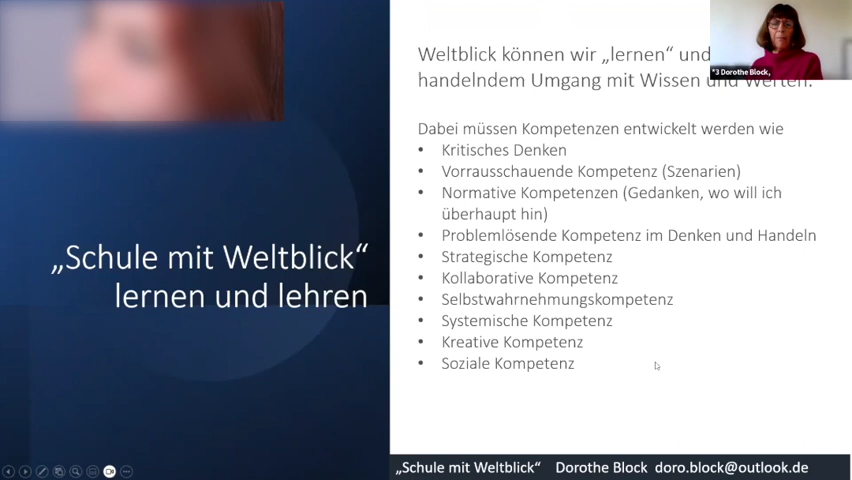 Weltblick können wir „lernen“ und
handelndem Umgang mit Wissen und Werten.
*3 Dorothe Block,
Dabei müssen Kompetenzen entwickelt werden wie
• Kritisches Denken
• Vorrausschauende Kompetenz (Szenarien)
• Normative Kompetenzen (Gedanken, wo will ich
überhaupt hin)
• Problemlösende Kompetenz im Denken und Handeln
• Strategische Kompetenz
• Kollaborative Kompetenz
• Selbstwahrnehmungskompetenz
• Systemische Kompetenz
• Kreative Kompetenz
• Soziale Kompetenz
„Schule mit Weltblick“
lernen und lehren
„Schule mit Weltblick“ Dorothe Block doro.block@outlook.de